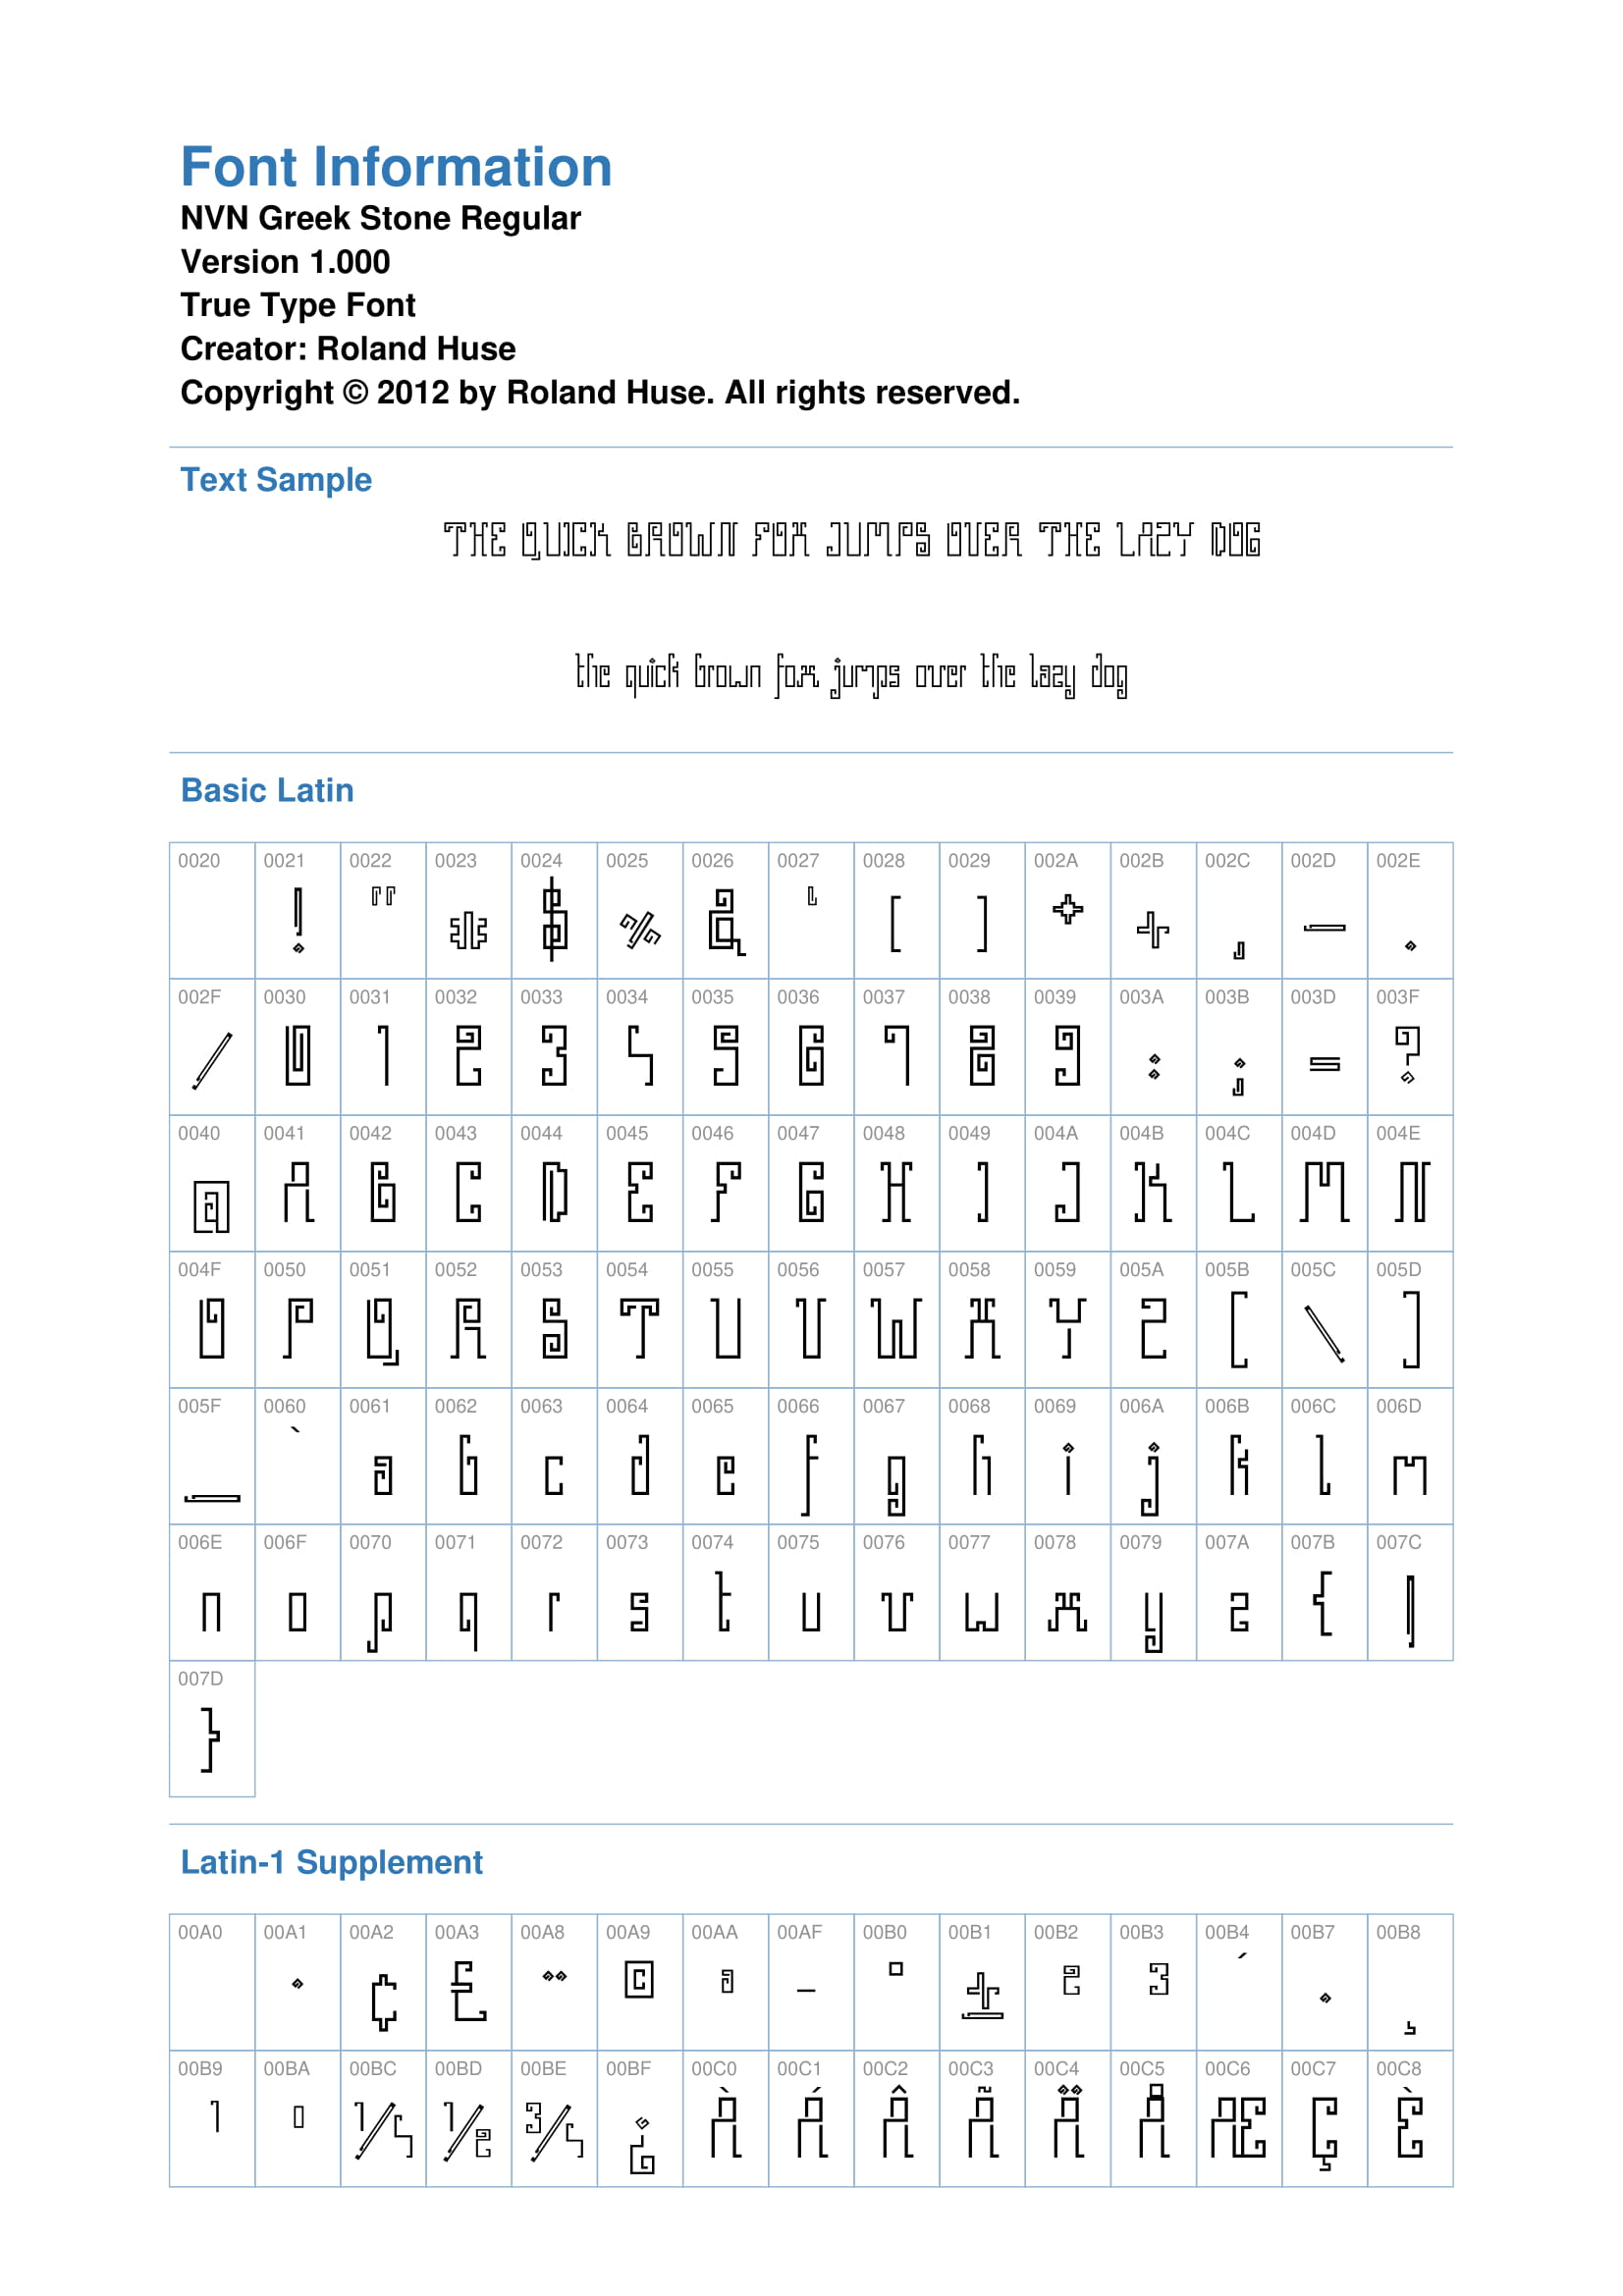 Font Information
NVN Greek Stone Regular
Version 1.000
True Type Font
Creator: Roland Huse
Copyright © 2012 by Roland Huse. All rights reserved.
Text Sample
THE QUICK BROWN FOX JUMPS OVER THE LAZY DOG
the quick brown fox jumps over the lazy dog
Basic Latin
0020 0021 0022 0023 0024 0025 0026 0027 0028 0029 002A 002B 002C 002D 002E
! " # $ % & ' ( ) * + , - .
002F 0030 0031 0032 0033 0034 0035 0036 0037 0038 0039 003A 003B 003D 003F
/ 0 1 2 3 4 5 6 7 8 9 : ; = ?
0040 0041 0042 0043 0044 0045 0046 0047 0048 0049 004A 004B 004C 004D 004E
@ A B C D E F G H I J K L M N
004F 0050 0051 0052 0053 0054 0055 0056 0057 0058 0059 005A 005B 005C 005D
O P Q R S T U V W X Y Z [ \ ]
005F 0060 0061 0062 0063 0064 0065 0066 0067 0068 0069 006A 006B 006C 006D
_ ` a b c d e f g h i j k l m
006E 006F 0070 0071 0072 0073 0074 0075 0076 0077 0078 0079 007A 007B 007C
n o p q r s t u v w x y z { |
007D
}
Latin-1 Supplement
00A0 00A1 00A2 00A3 00A8 00A9 00AA 00AF 00B0 00B1 00B2 00B3 00B4 00B7 00B8
¡ ¢ £ ¨ © ª ¯ ° ± ² ³ ´ · ¸
00B9 00BA 00BC 00BD 00BE 00BF 00C0 00C1 00C2 00C3 00C4 00C5 00C6 00C7 00C8
¹ º ¼ ½ ¾ ¿ À Á Â Ã Ä Å Æ Ç È